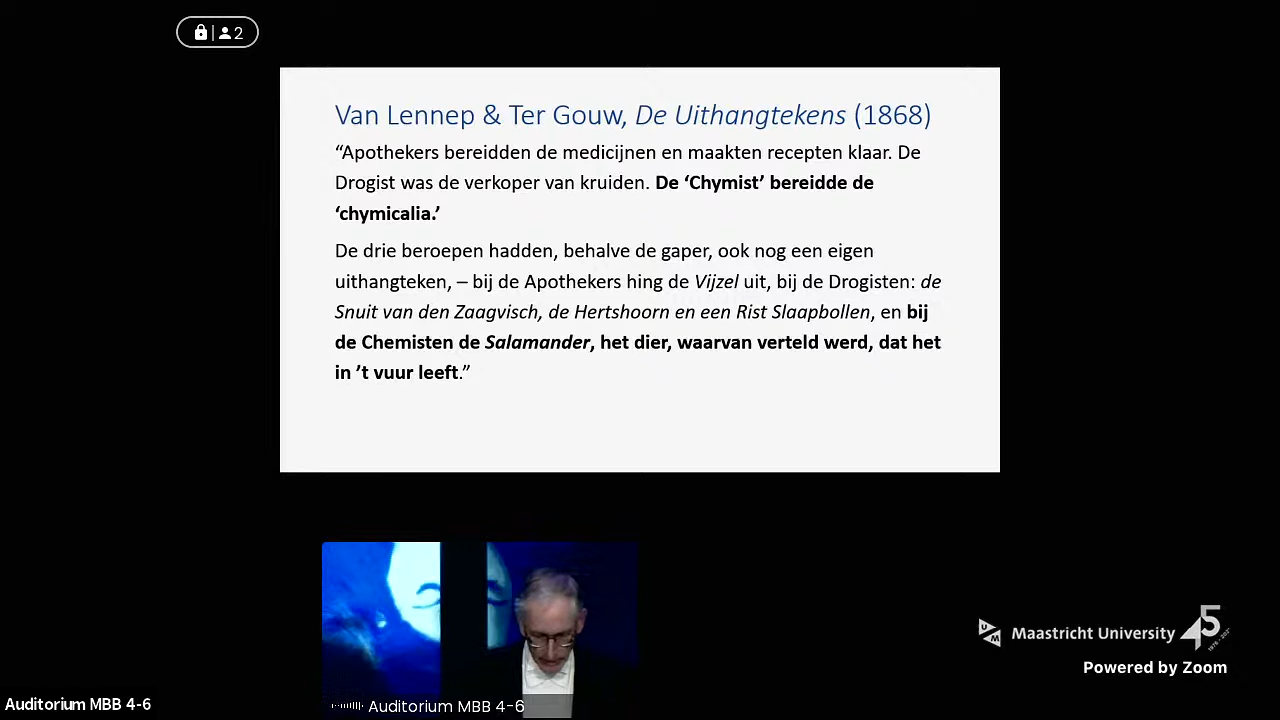 2
Van Lennep & Ter Gouw, De Uithangtekens (1868)
“Apothekers bereidden de medicijnen en maakten recepten klaar. De
Drogist was de verkoper van kruiden. De ‘Chymist’ bereidde de
‘chymicalia.’
De drie beroepen hadden, behalve de gaper, ook nog een eigen
uithangteken, – bij de Apothekers hing de Vijzel uit, bij de Drogisten: de
Snuit van den Zaagvisch, de Hertshoorn en een Rist Slaapbollen, en bij
de Chemisten de Salamander, het dier, waarvan verteld werd, dat het
in ’t vuur leeft.”
UM Maastricht University 45
Powered by Zoom
Auditorium MBB 4-6
Auditorium MBB 4-6